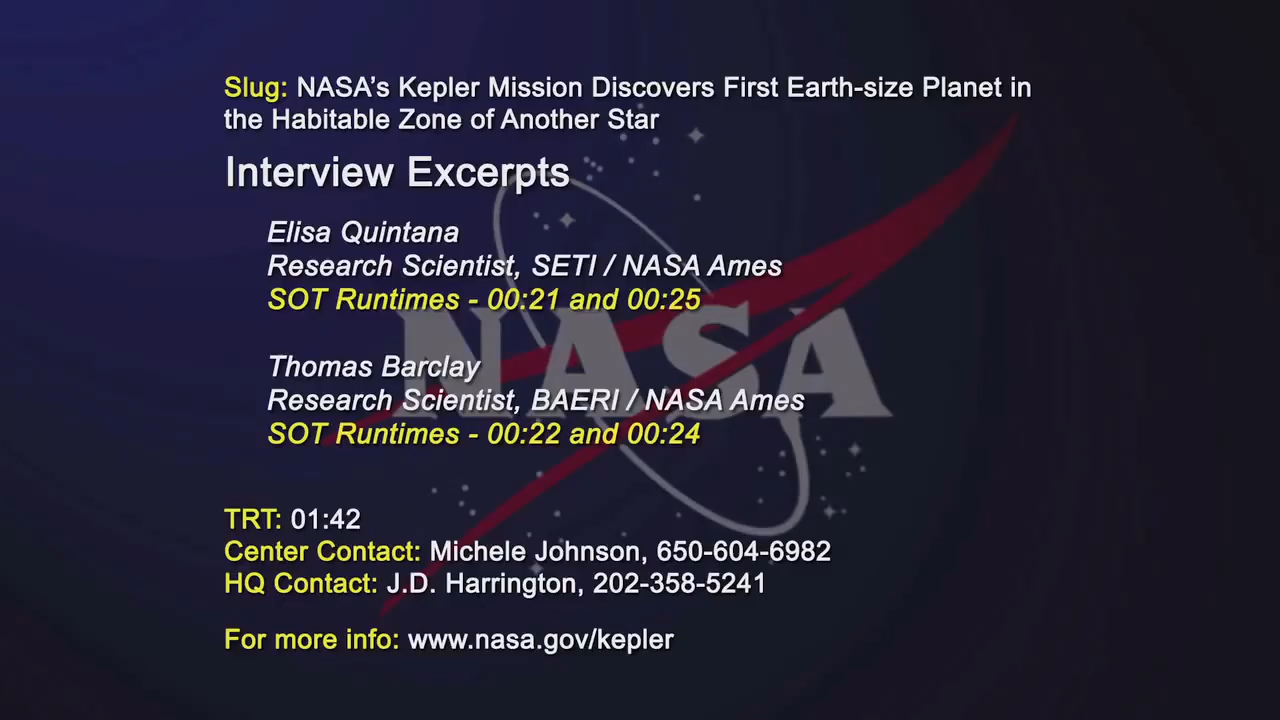 Slug: NASA’s Kepler Mission Discovers First Earth-size Planet in
the Habitable Zone of Another Star
Interview Excerpts
Elisa Quintana
Research Scientist, SETI / NASA Ames
SOT Runtimes - 00:21 and 00:25
NASA
Thomas Barclay
Research Scientist, BAERI / NASA Ames
SOT Runtimes - 00:22 and 00:24
TRT: 01:42
Center Contact: Michele Johnson, 650-604-6982
HQ Contact: J.D. Harrington, 202-358-5241
For more info: www.nasa.gov/kepler